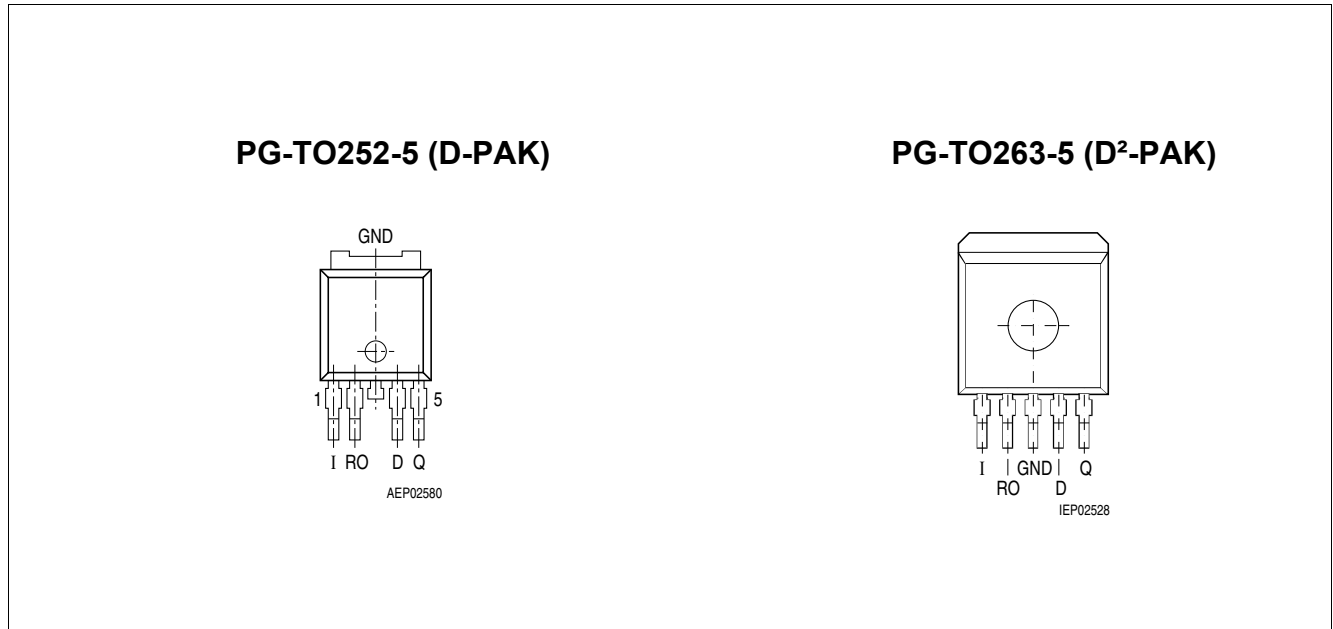 PG-TO252-5 (D-PAK)
GND
1 5
I RO D Q
AEP02580
PG-TO263-5 (D²-PAK)
I GND Q
RO D
IEP02528